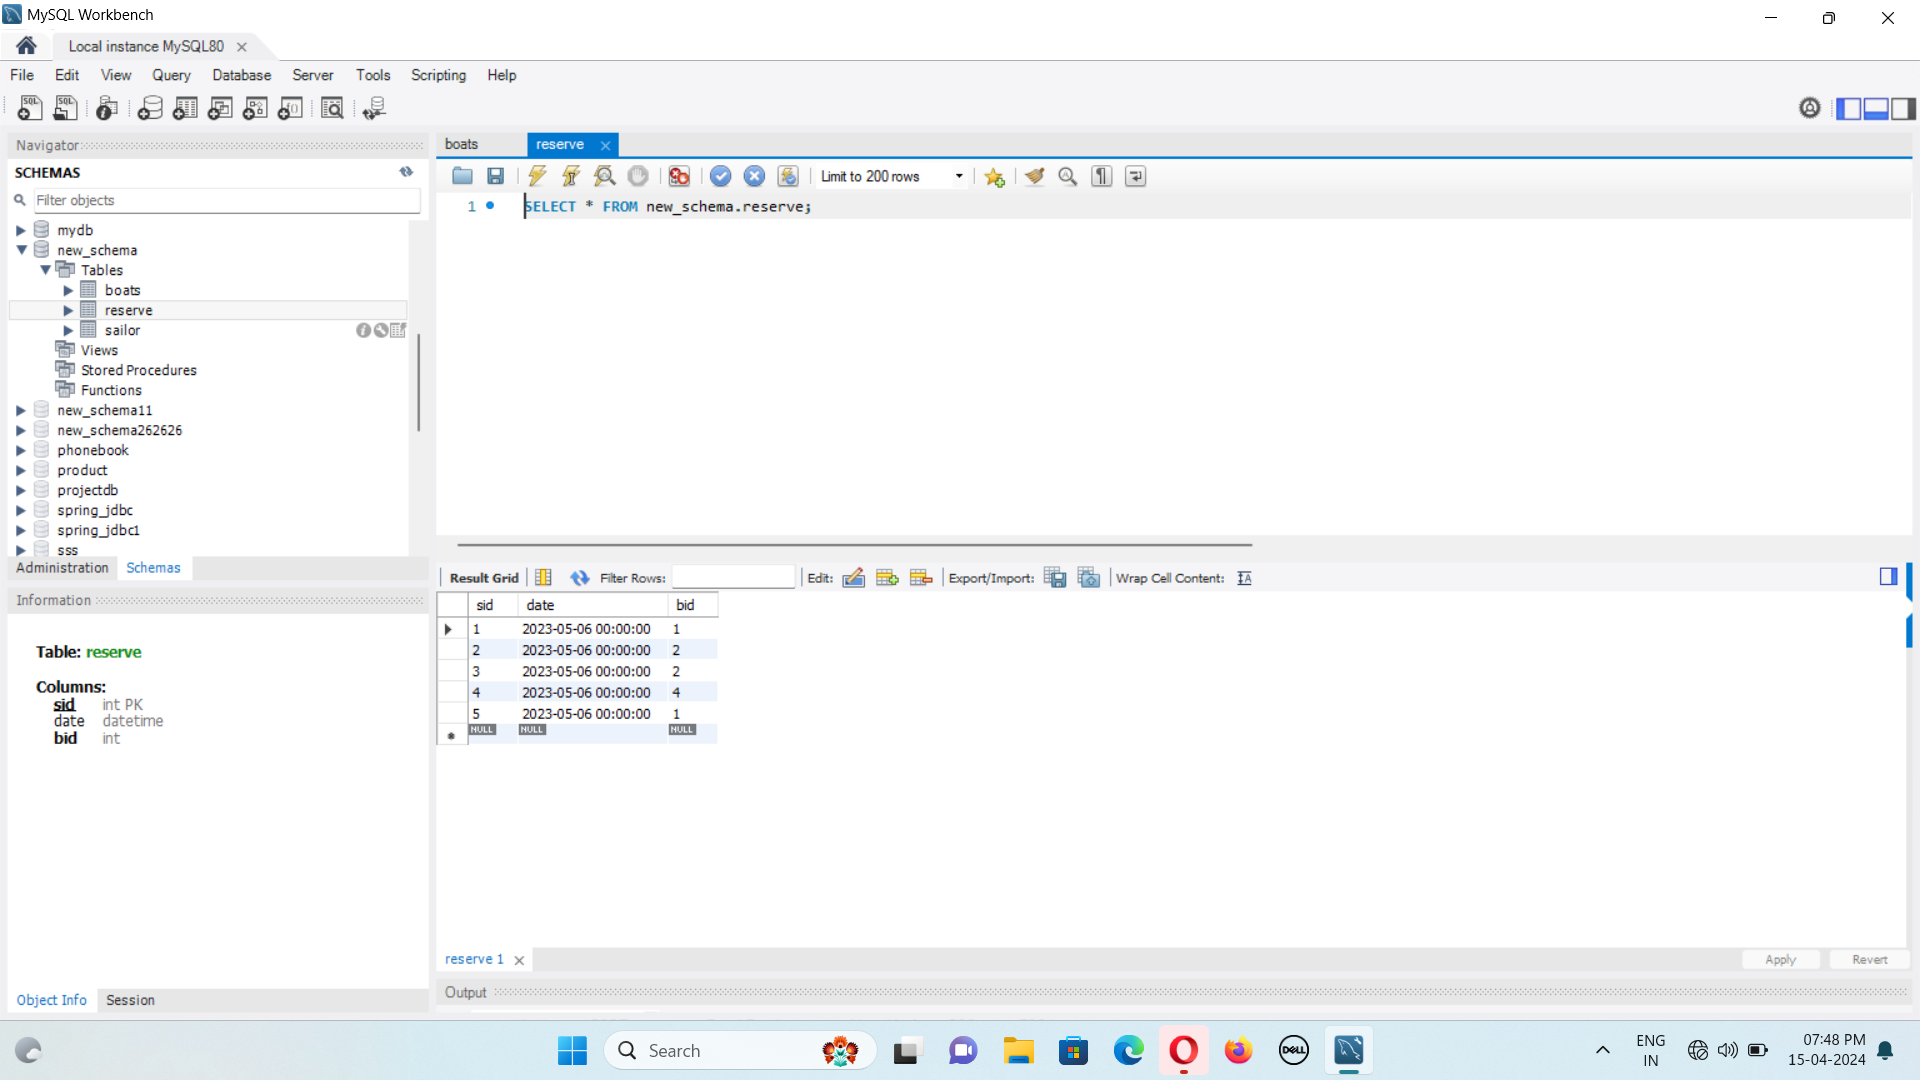 MySQL Workbench
Local instance MySQL80
File Edit View Query Database Server Tools Scripting Help
Navigator
SCHEMAS
Filter objects
mydb
new_schema
Tables
boats
reserve
sailor
Views
Stored Procedures
Functions
new_schema11
new_schema262626
phonebook
product
projectdb
spring_jdbc
spring_jdbc1
sss
Administration Schemas
Information
Table: reserve
Columns:
sid int PK
date datetime
bid int
Object Info Session
boats reserve
Limit to 200 rows
1 SELECT * FROM new_schema.reserve;
Result Grid Filter Rows: Edit: Export/Import: Wrap Cell Content:
sid date bid
1 2023-05-06 00:00:00 1
2 2023-05-06 00:00:00 2
3 2023-05-06 00:00:00 2
4 2023-05-06 00:00:00 4
5 2023-05-06 00:00:00 1
NULL NULL NULL
reserve 1
Apply Revert
Output
Search
DELL
ENG
IN
07:48 PM
15-04-2024